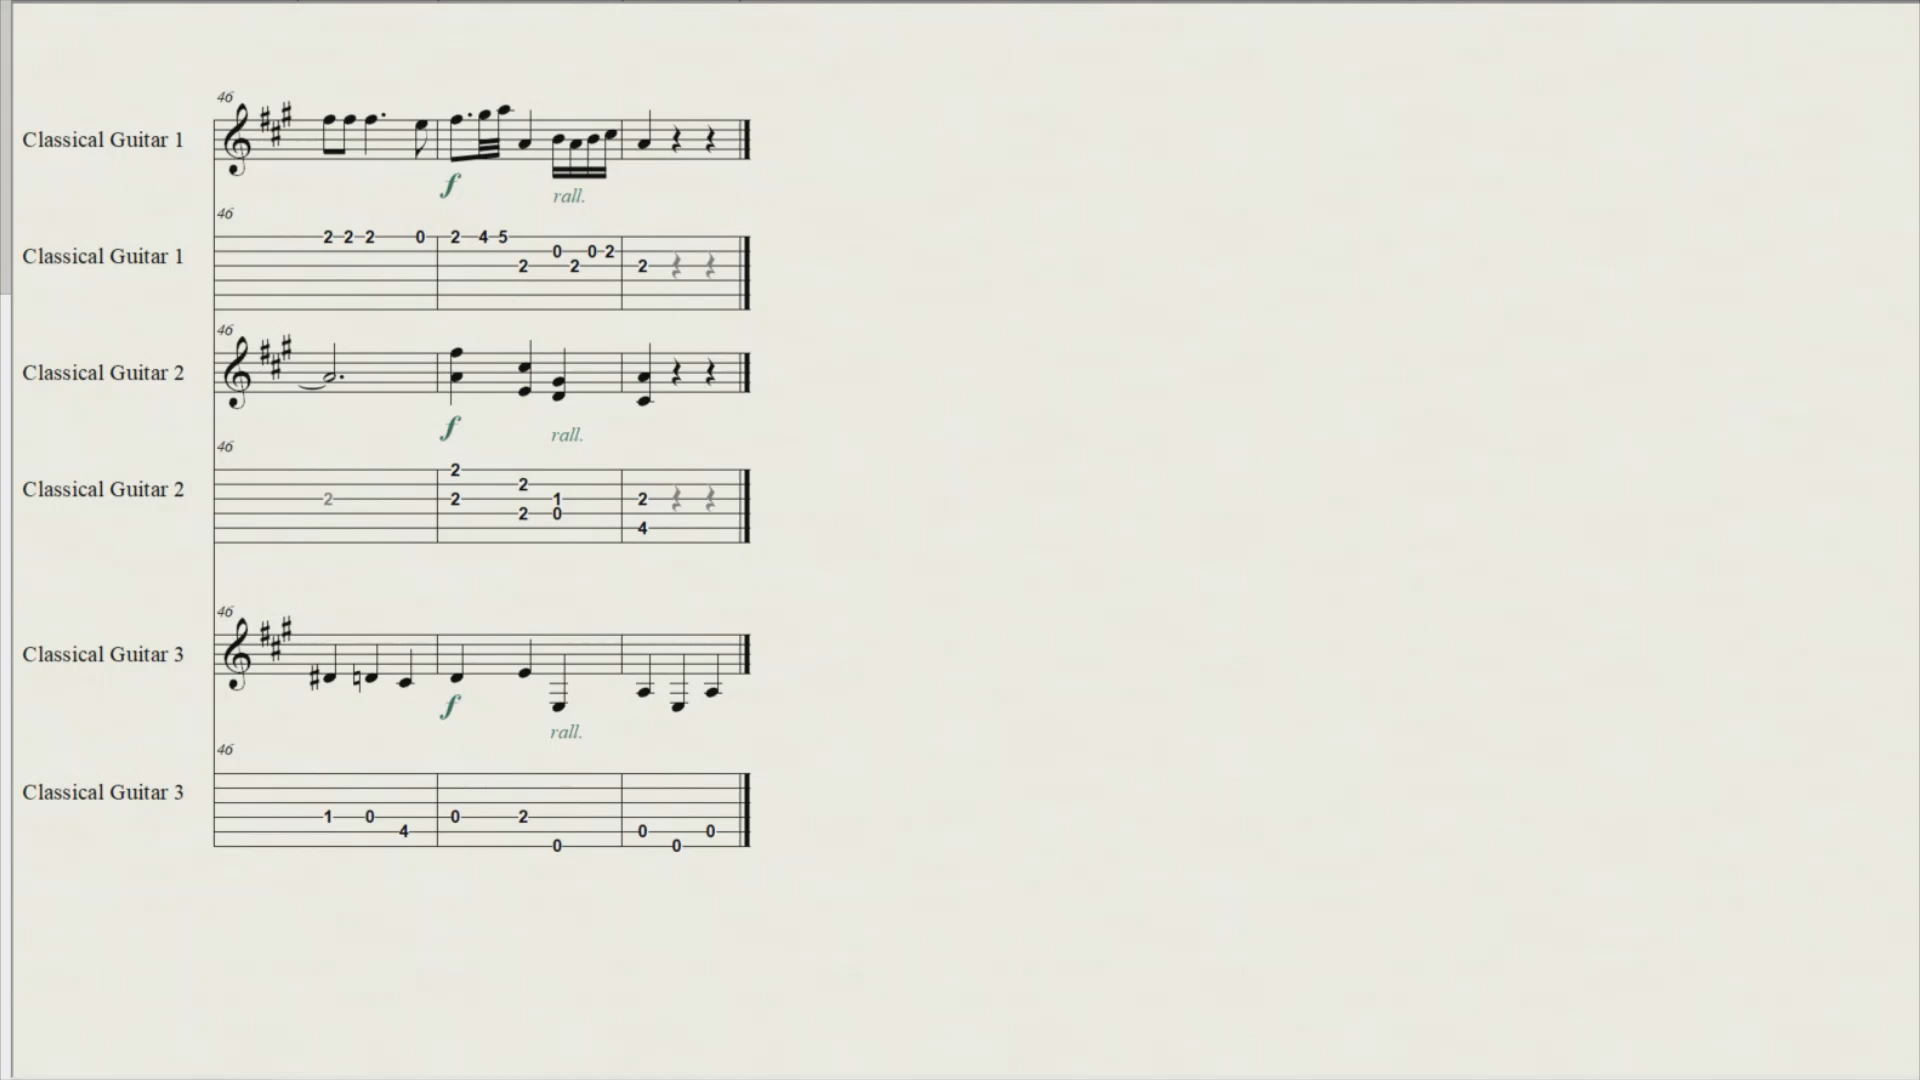 46
Classical Guitar 1
f
rall.
46
2 2 2 0 2 4 5 2 0 2 0 2 2
Classical Guitar 1
46
Classical Guitar 2
f
rall.
46
2 2 2 2 2 1 0 2 4
Classical Guitar 2
46
Classical Guitar 3
f
rall.
46
1 0 4 0 2 0 0 0 0
Classical Guitar 3